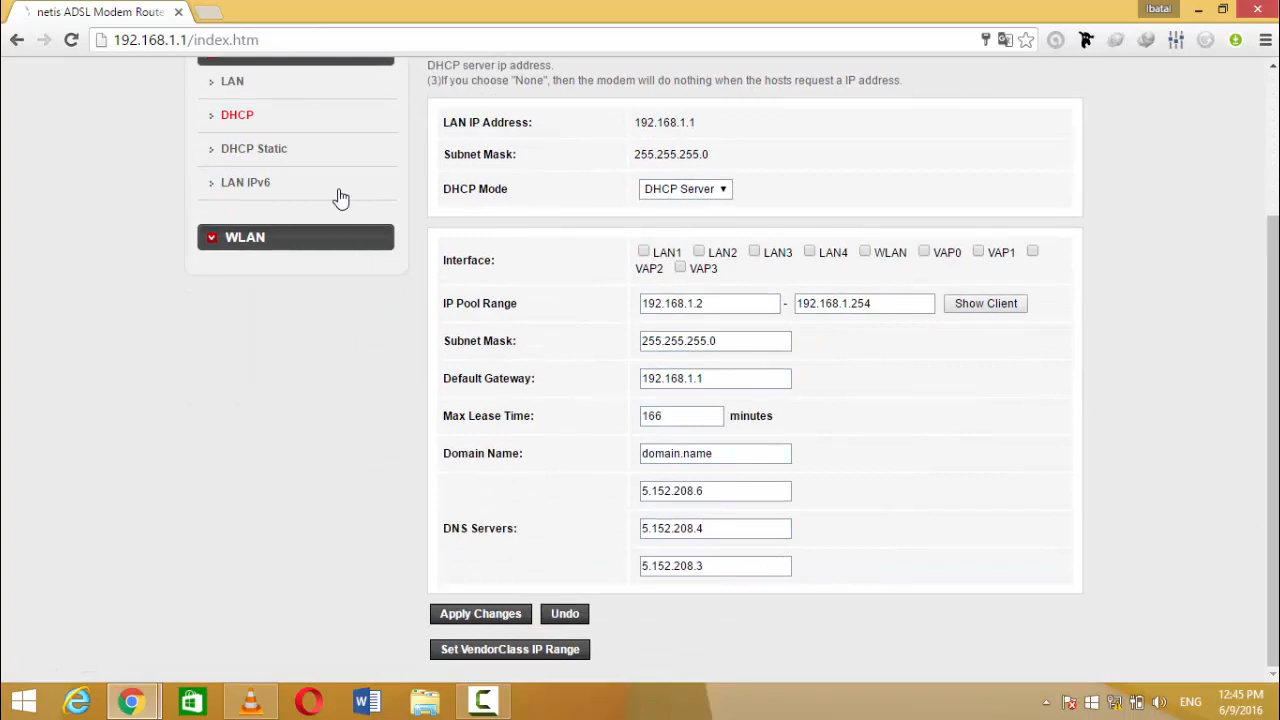 netis ADSL Modem Route
ibatal
192.168.1.1/index.htm
LAN
DHCP
DHCP Static
LAN IPv6
WLAN
DHCP server ip address.
(3)If you choose "None", then the modem will do nothing when the hosts request a IP address.
LAN IP Address: 192.168.1.1
Subnet Mask: 255.255.255.0
DHCP Mode DHCP Server
Interface: LAN1 LAN2 LAN3 LAN4 WLAN VAP0 VAP1
VAP2 VAP3
IP Pool Range 192.168.1.2 - 192.168.1.254 Show Client
Subnet Mask: 255.255.255.0
Default Gateway: 192.168.1.1
Max Lease Time: 166 minutes
Domain Name: domain.name
DNS Servers: 5.152.208.6
5.152.208.4
5.152.208.3
Apply Changes Undo
Set VendorClass IP Range
ENG
12:45 PM
6/9/2016